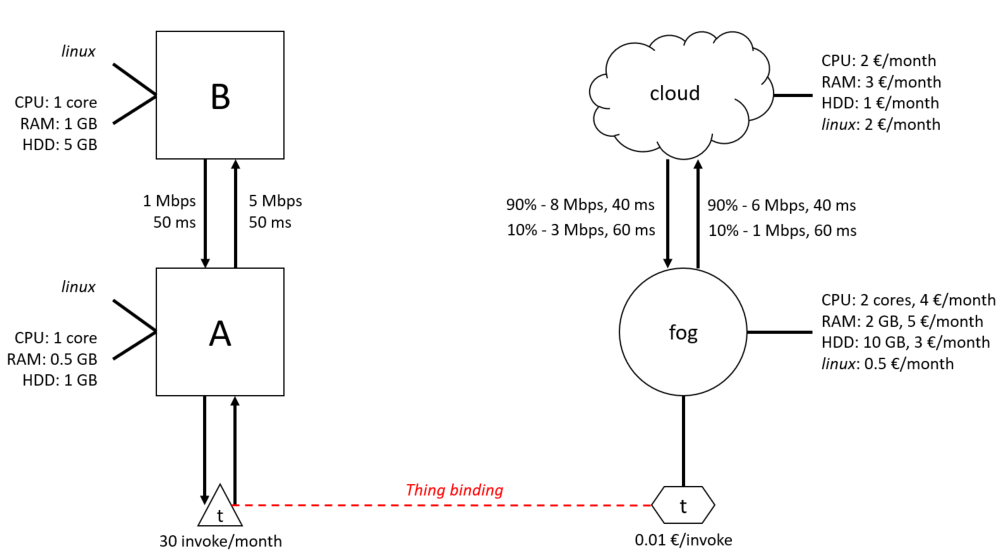 linux
CPU: 1 core
RAM: 1 GB
HDD: 5 GB
B
1 Mbps
50 ms
5 Mbps
50 ms
linux
CPU: 1 core
RAM: 0.5 GB
HDD: 1 GB
A
t
30 invoke/month
Thing binding
cloud
CPU: 2 €/month
RAM: 3 €/month
HDD: 1 €/month
linux: 2 €/month
90% - 8 Mbps, 40 ms
10% - 3 Mbps, 60 ms
90% - 6 Mbps, 40 ms
10% - 1 Mbps, 60 ms
fog
CPU: 2 cores, 4 €/month
RAM: 2 GB, 5 €/month
HDD: 10 GB, 3 €/month
linux: 0.5 €/month
t
0.01 €/invoke